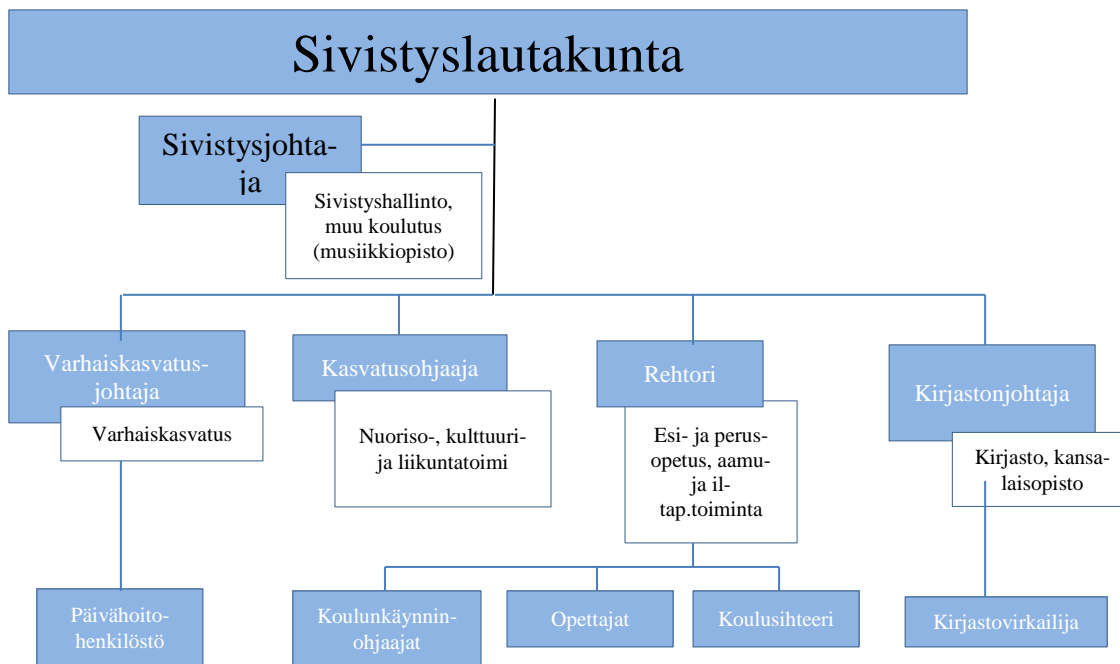 Sivistyslautakunta
Sivistysjohta-
ja
Sivistyshallinto,
muu koulutus
(musiikkiopisto)
Varhaiskasvatus-
johtaja
Varhaiskasvatus
Kasvatusohjaaja
Nuoriso-, kulttuuri-
ja liikuntatoimi
Rehtori
Esi- ja perus-
opetus, aamu-
ja il-
tap.toiminta
Kirjastonjohtaja
Kirjasto, kansa-
laisopisto
Päivähoito-
henkilöstö
Koulunkäynnin-
ohjaajat
Opettajat
Koulusihteeri
Kirjastovirkailija